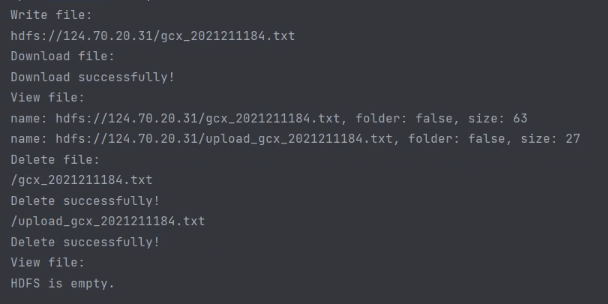 Write file:
hdfs://124.70.20.31/gcx_2021211184.txt
Download file:
Download successfully!
View file:
name: hdfs://124.70.20.31/gcx_2021211184.txt, folder: false, size: 63
name: hdfs://124.70.20.31/upload_gcx_2021211184.txt, folder: false, size: 27
Delete file:
/gcx_2021211184.txt
Delete successfully!
/upload_gcx_2021211184.txt
Delete successfully!
View file:
HDFS is empty.